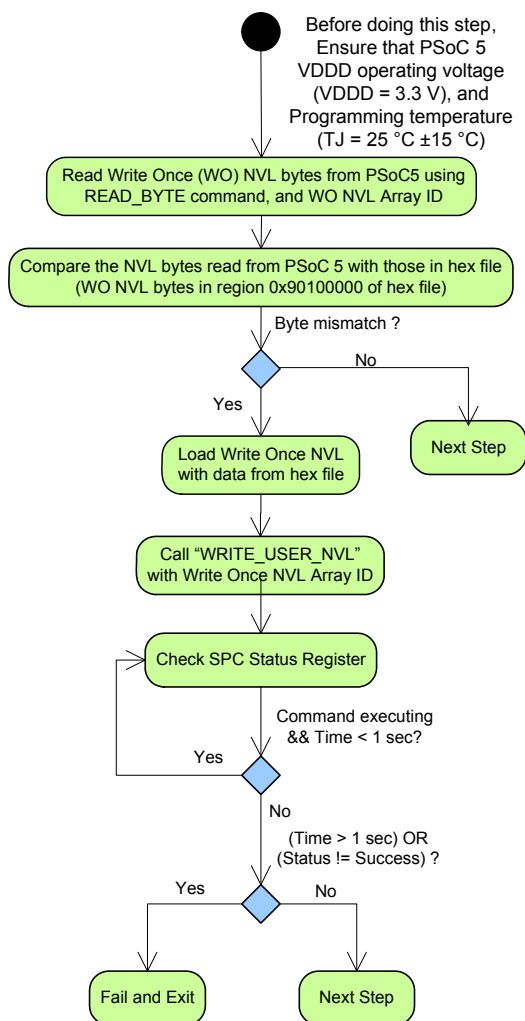 Before doing this step,
Ensure that PSoC 5
VDDD operating voltage
(VDDD = 3.3 V), and
Programming temperature
(TJ = 25 °C ±15 °C)
Read Write Once (WO) NVL bytes from PSoC5 using
READ_BYTE command, and WO NVL Array ID
Compare the NVL bytes read from PSoC 5 with those in hex file
(WO NVL bytes in region 0x90100000 of hex file)
Byte mismatch ?
No
Yes
Next Step
Load Write Once NVL
with data from hex file
Call “WRITE_USER_NVL”
with Write Once NVL Array ID
Check SPC Status Register
Command executing
&& Time < 1 sec?
Yes
No
(Time > 1 sec) OR
(Status != Success) ?
Yes
No
Fail and Exit
Next Step